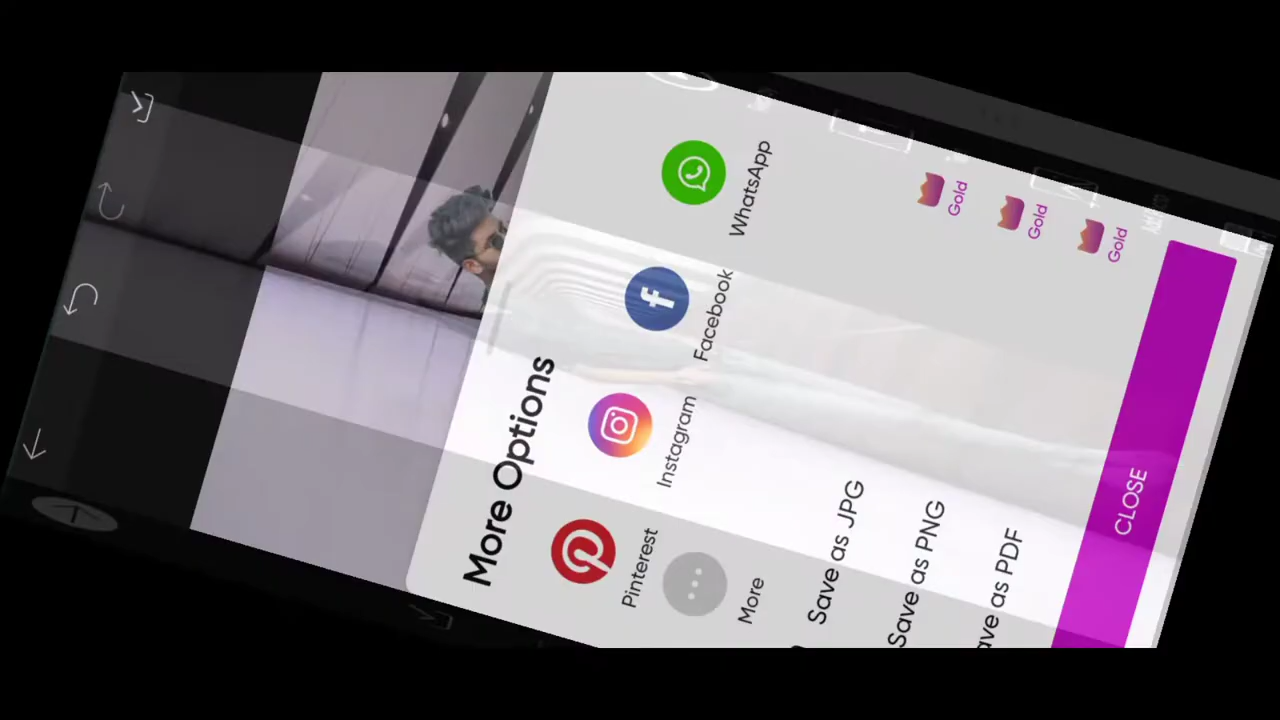 More Options
Pinterest
Instagram
Facebook
WhatsApp
More
Save as JPG
Gold
Save as PNG
Gold
as PDF
Gold
CLOSE